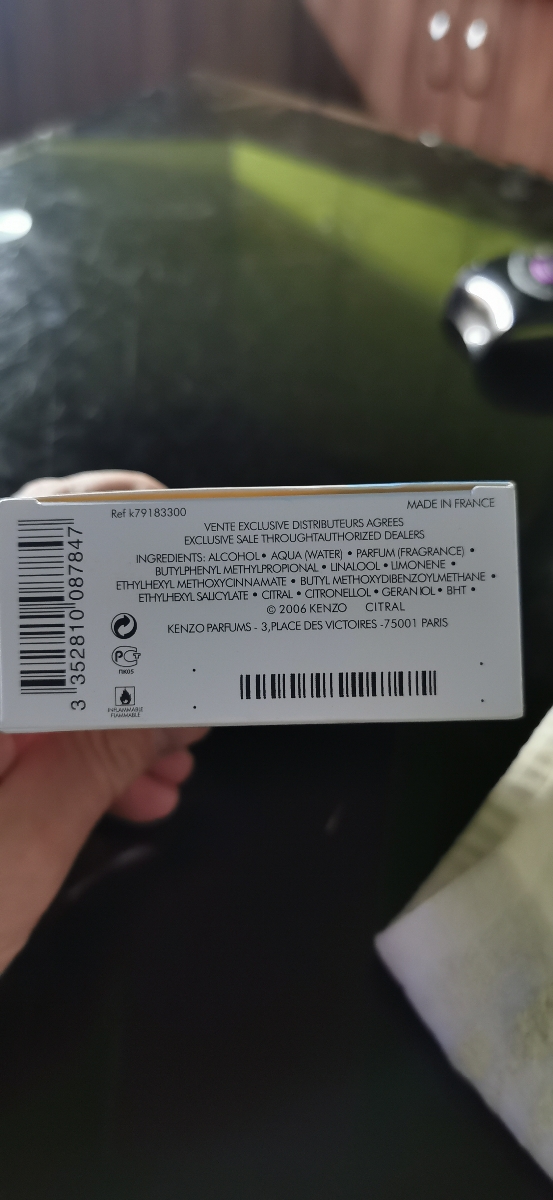 Ref k79183300
MADE IN FRANCE
VENTE EXCLUSIVE DISTRIBUTEURS AGREES
EXCLUSIVE SALE THROUGHTAUTHORIZED DEALERS
INGREDIENTS: ALCOHOL • AQUA (WATER) • PARFUM (FRAGRANCE) •
BUTYLPHENYL METHYLPROPIONAL • LINALOOL • LIMONENE •
ETHYLHEXYL METHOXYCINNAMATE • BUTYL METHOXYDIBENZOYLMETHANE •
ETHYLHEXYL SALICYLATE • CITRAL • CITRONELLOL • GERANIOL • BHT •
© 2006 KENZO CITRAL
KENZO PARFUMS - 3,PLACE DES VICTOIRES -75001 PARIS
3 352810 087847
ПК05
INFLAMMABLE
FLAMMABLE